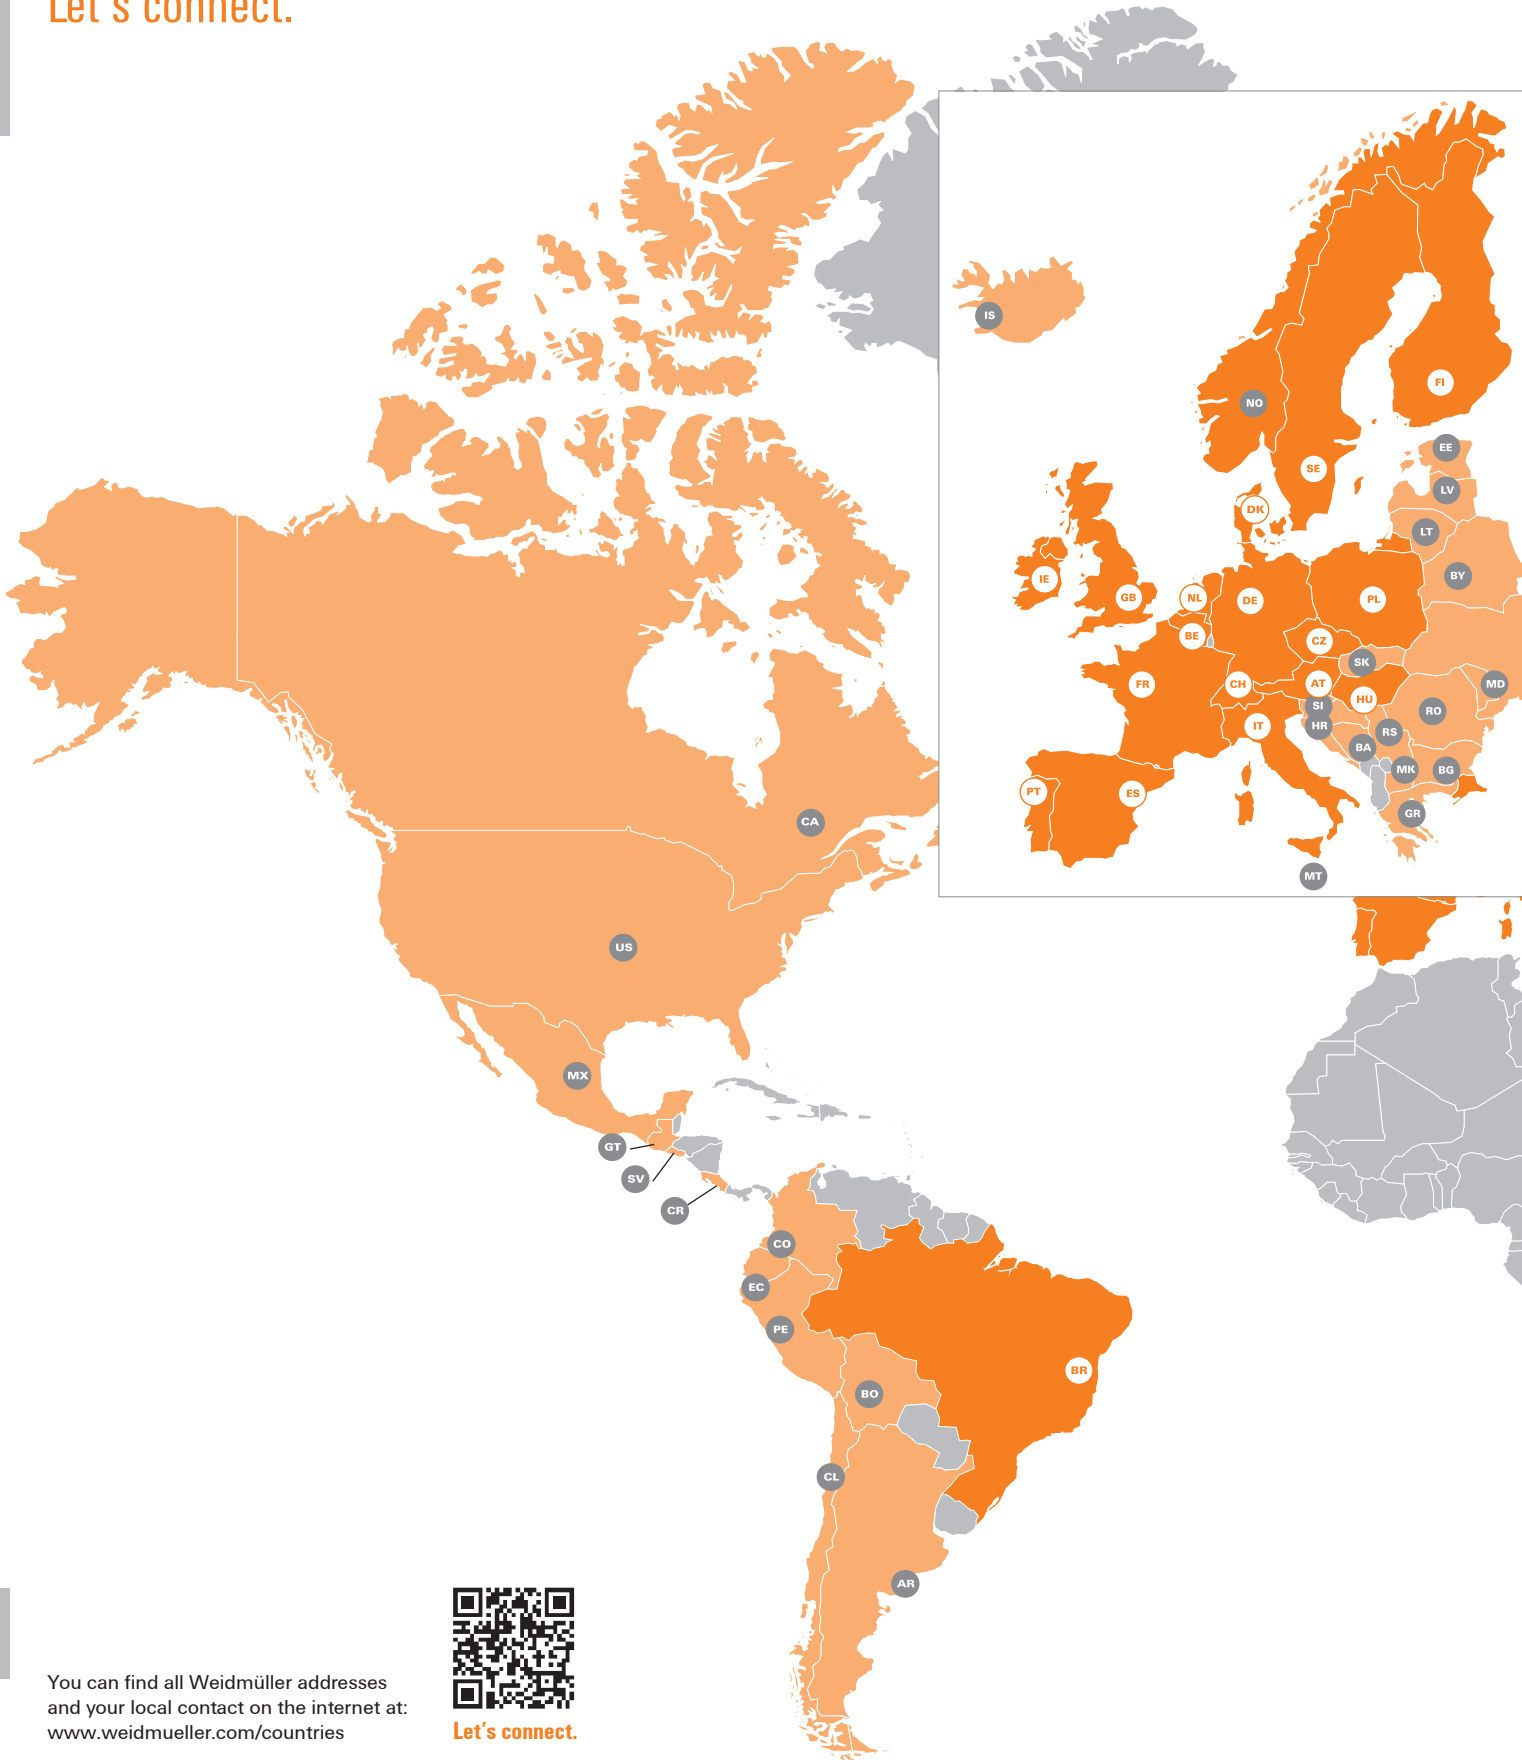 Let's connect.
IS
NO
FI
SE
EE
LV
DK
LT
BY
IE
GB
NL
DE
PL
BE
CZ
SK
FR
CH
AT
HU
MD
SI
RO
IT
HR
RS
BA
MK
BG
PT
ES
GR
CA
MT
US
MX
GT
SV
CR
CO
EC
PE
BR
BO
CL
AR
You can find all Weidmüller addresses
and your local contact on the internet at:
www.weidmueller.com/countries
Let's connect.